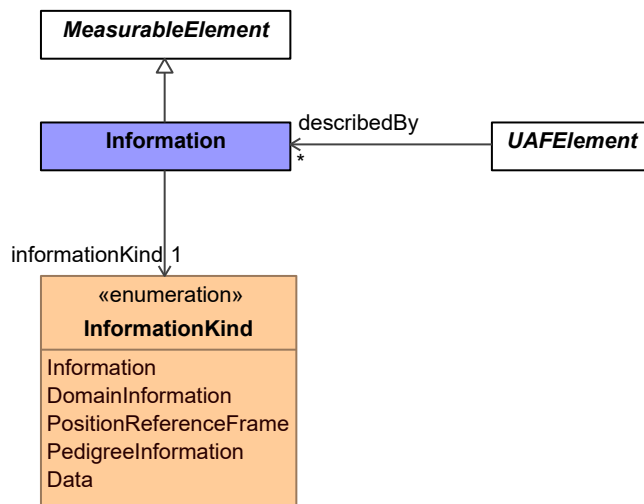 MeasurableElement
Information
describedBy
*
UAFElement
informationKind 1
«enumeration»
InformationKind
Information
DomainInformation
PositionReferenceFrame
PedigreeInformation
Data